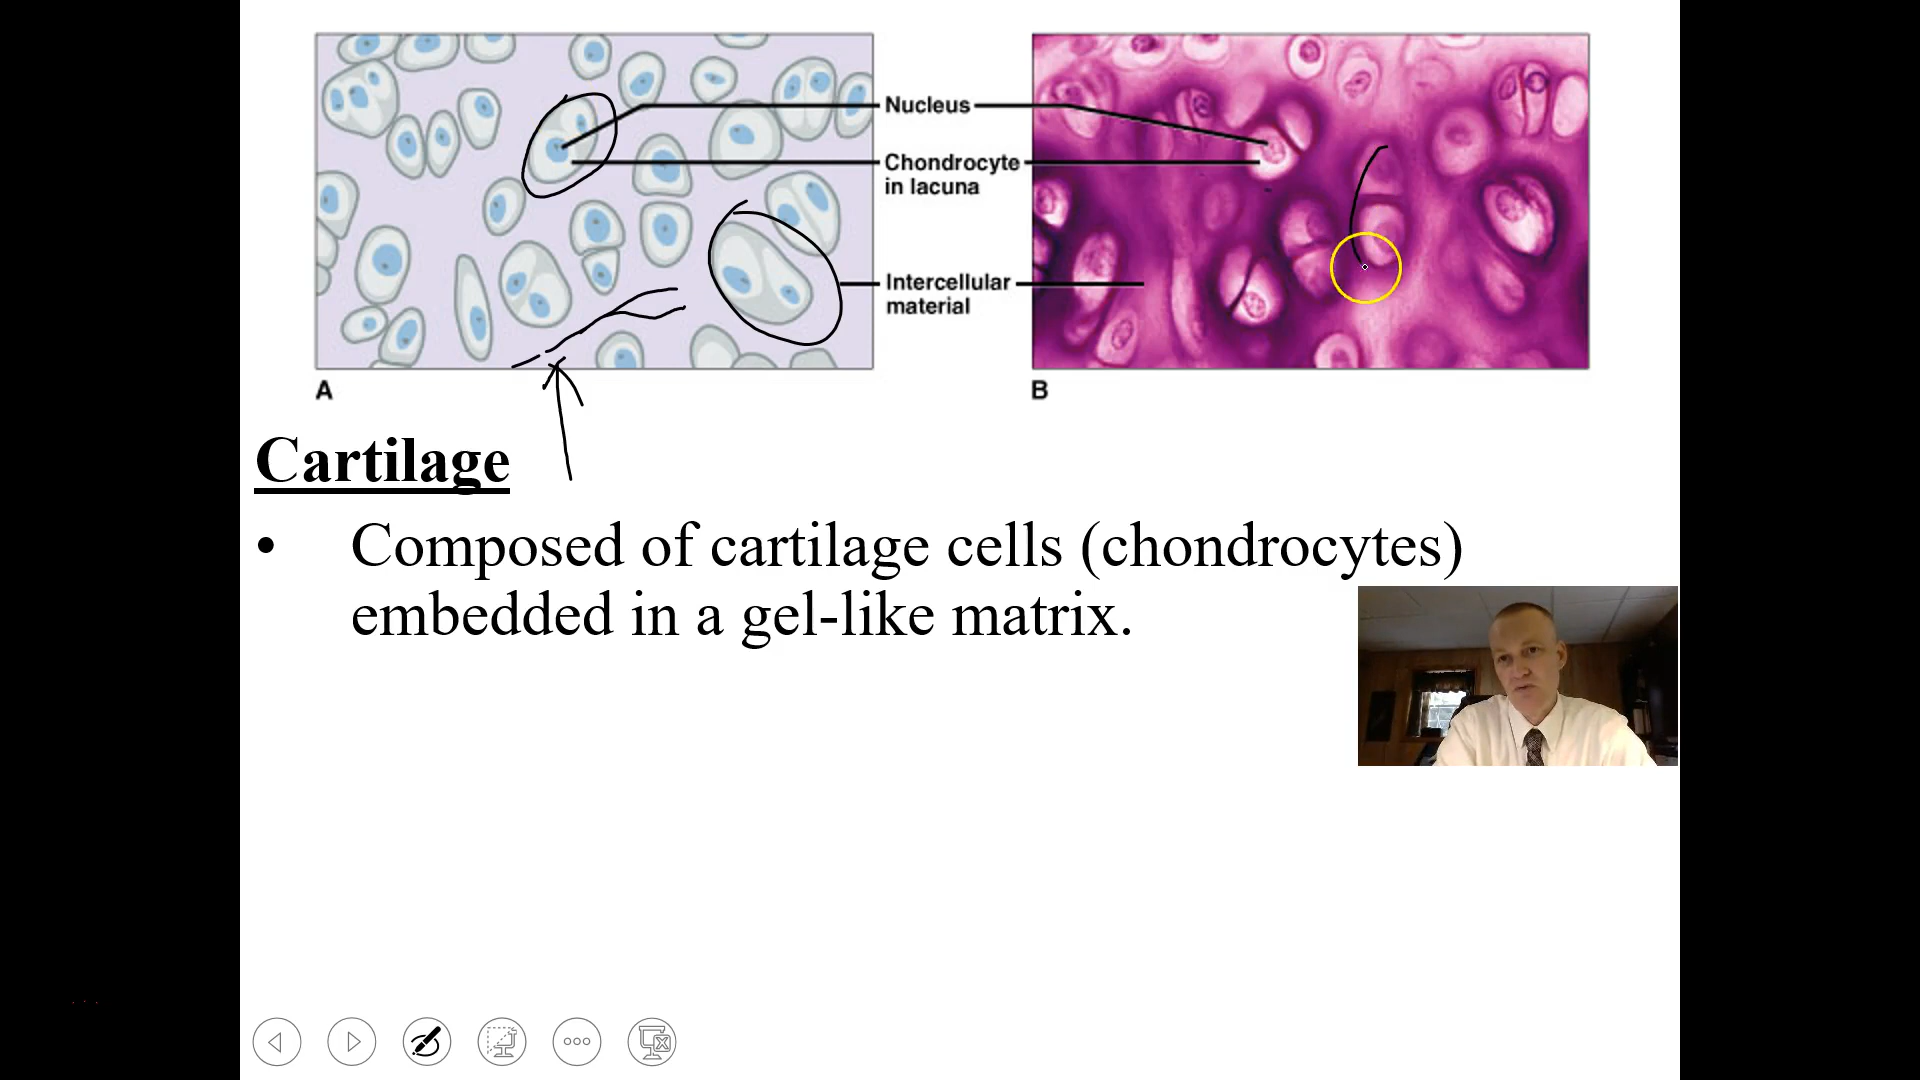 Nucleus
Chondrocyte
in lacuna
Intercellular
material
A
B
Cartilage
• Composed of cartilage cells (chondrocytes)
embedded in a gel-like matrix.